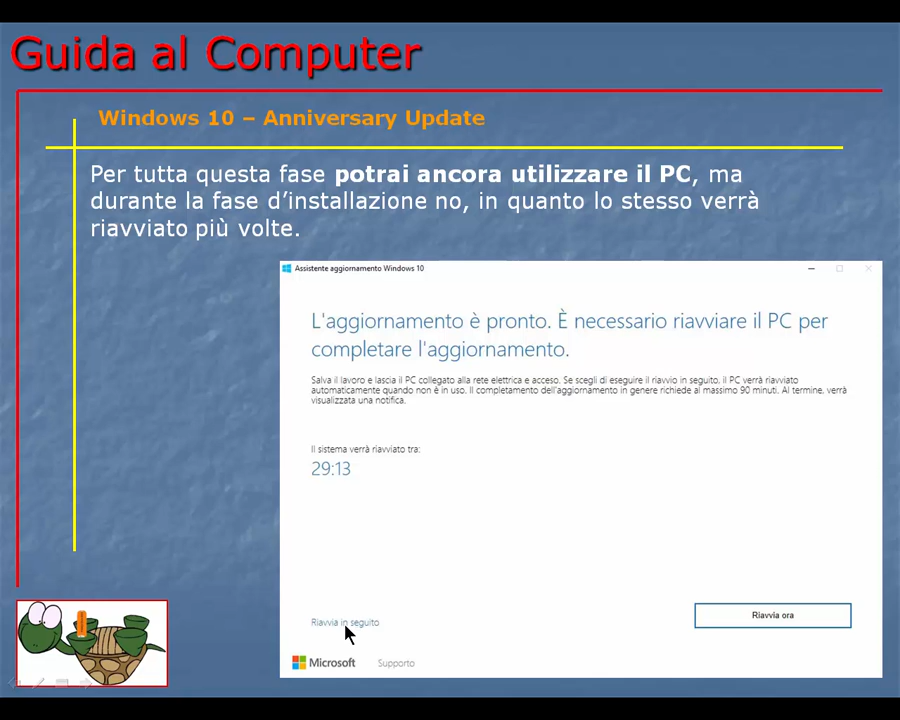 Guida al Computer
Windows 10 – Anniversary Update
Per tutta questa fase potrai ancora utilizzare il PC, ma
durante la fase d’installazione no, in quanto lo stesso verrà
riavviato più volte.
Assistente aggiornamento Windows 10
L'aggiornamento è pronto. È necessario riavviare il PC per
completare l'aggiornamento.
Salva il lavoro e lascia il PC collegato alla rete elettrica e acceso. Se scegli di eseguire il riavvio in seguito, il PC verrà riavviato
automaticamente quando non è in uso. Il completamento dell'aggiornamento in genere richiede al massimo 90 minuti. Al termine, verrà
visualizzata una notifica.
Il sistema verrà riavviato tra:
29:13
Riavvia in seguito
Riavvia ora
Microsoft
Supporto